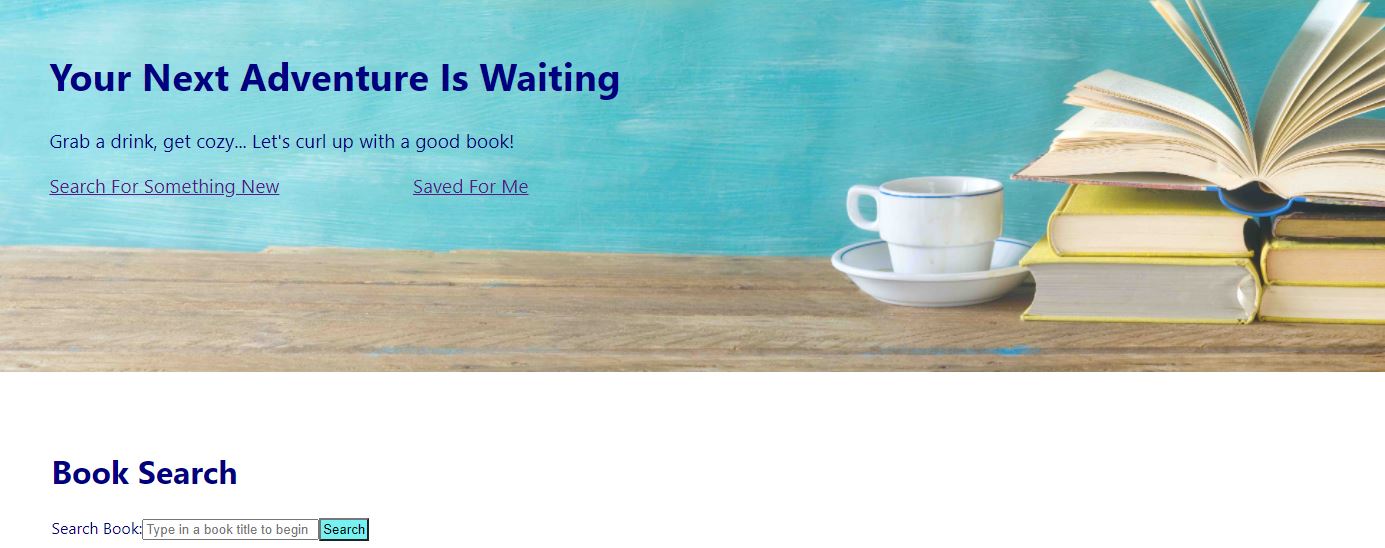 Your Next Adventure Is Waiting
Grab a drink, get cozy... Let's curl up with a good book!
Search For Something New Saved For Me
Book Search
Search Book: Type in a book title to begin Search